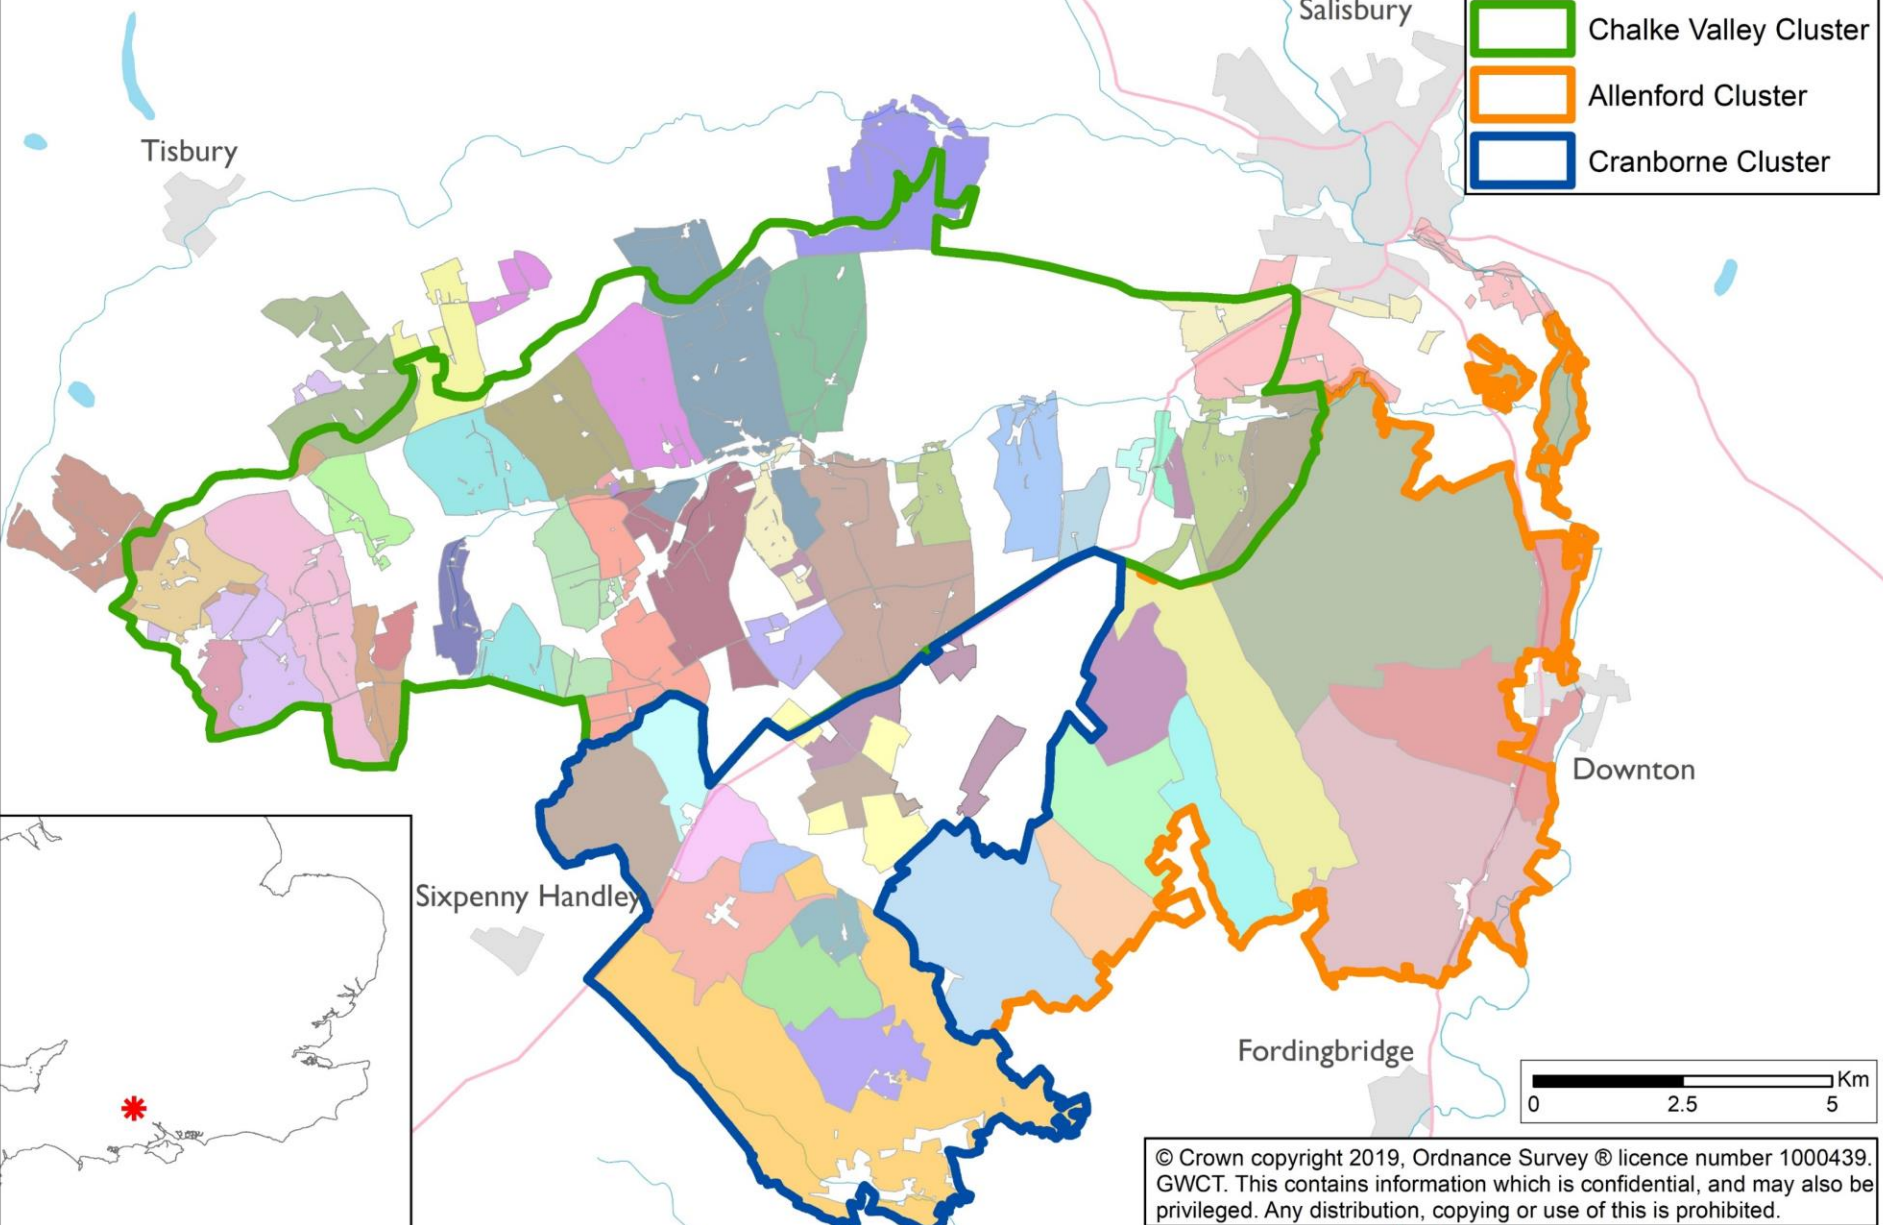 Salisbury
Chalke Valley Cluster
Allenford Cluster
Cranborne Cluster
Tisbury
Downton
Sixpenny Handley
Fordingbridge
Km
0 2.5 5
© Crown copyright 2019, Ordnance Survey ® licence number 1000439.
GWCT. This contains information which is confidential, and may also be
privileged. Any distribution, copying or use of this is prohibited.